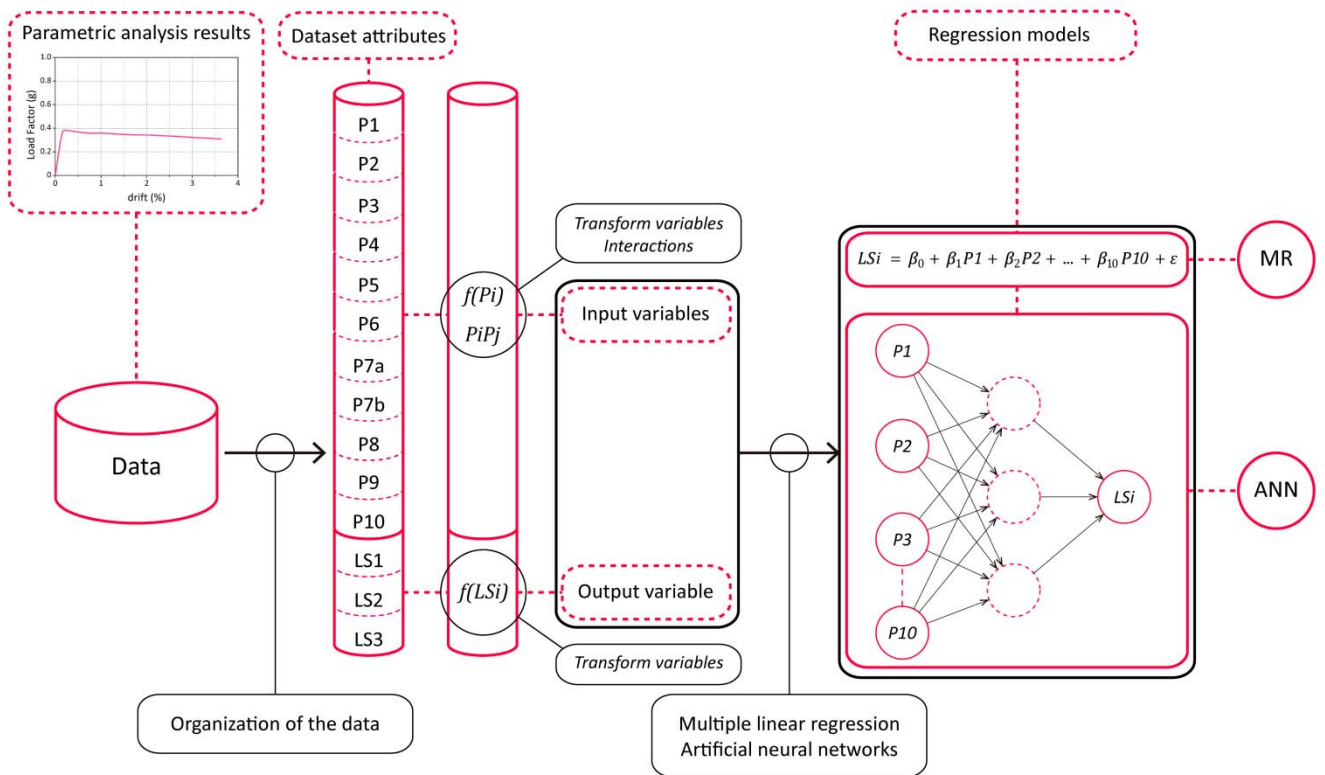 Parametric analysis results
1.0
0.8
0.6
0.4
0.2
0
Load Factor (g)
0 1 2 3 4
drift (%)
Data
Organization of the data
Dataset attributes
P1
P2
P3
P4
P5
P6
P7a
P7b
P8
P9
P10
LS1
LS2
LS3
Transform variables
Interactions
f(Pi)
PiPj
Input variables
f(LSi)
Output variable
Transform variables
Multiple linear regression
Artificial neural networks
Regression models
LSi = β₀ + β₁P1 + β₂P2 + ... + β₁₀P10 + ε
MR
P1
P2
P3
P10
LSi
ANN